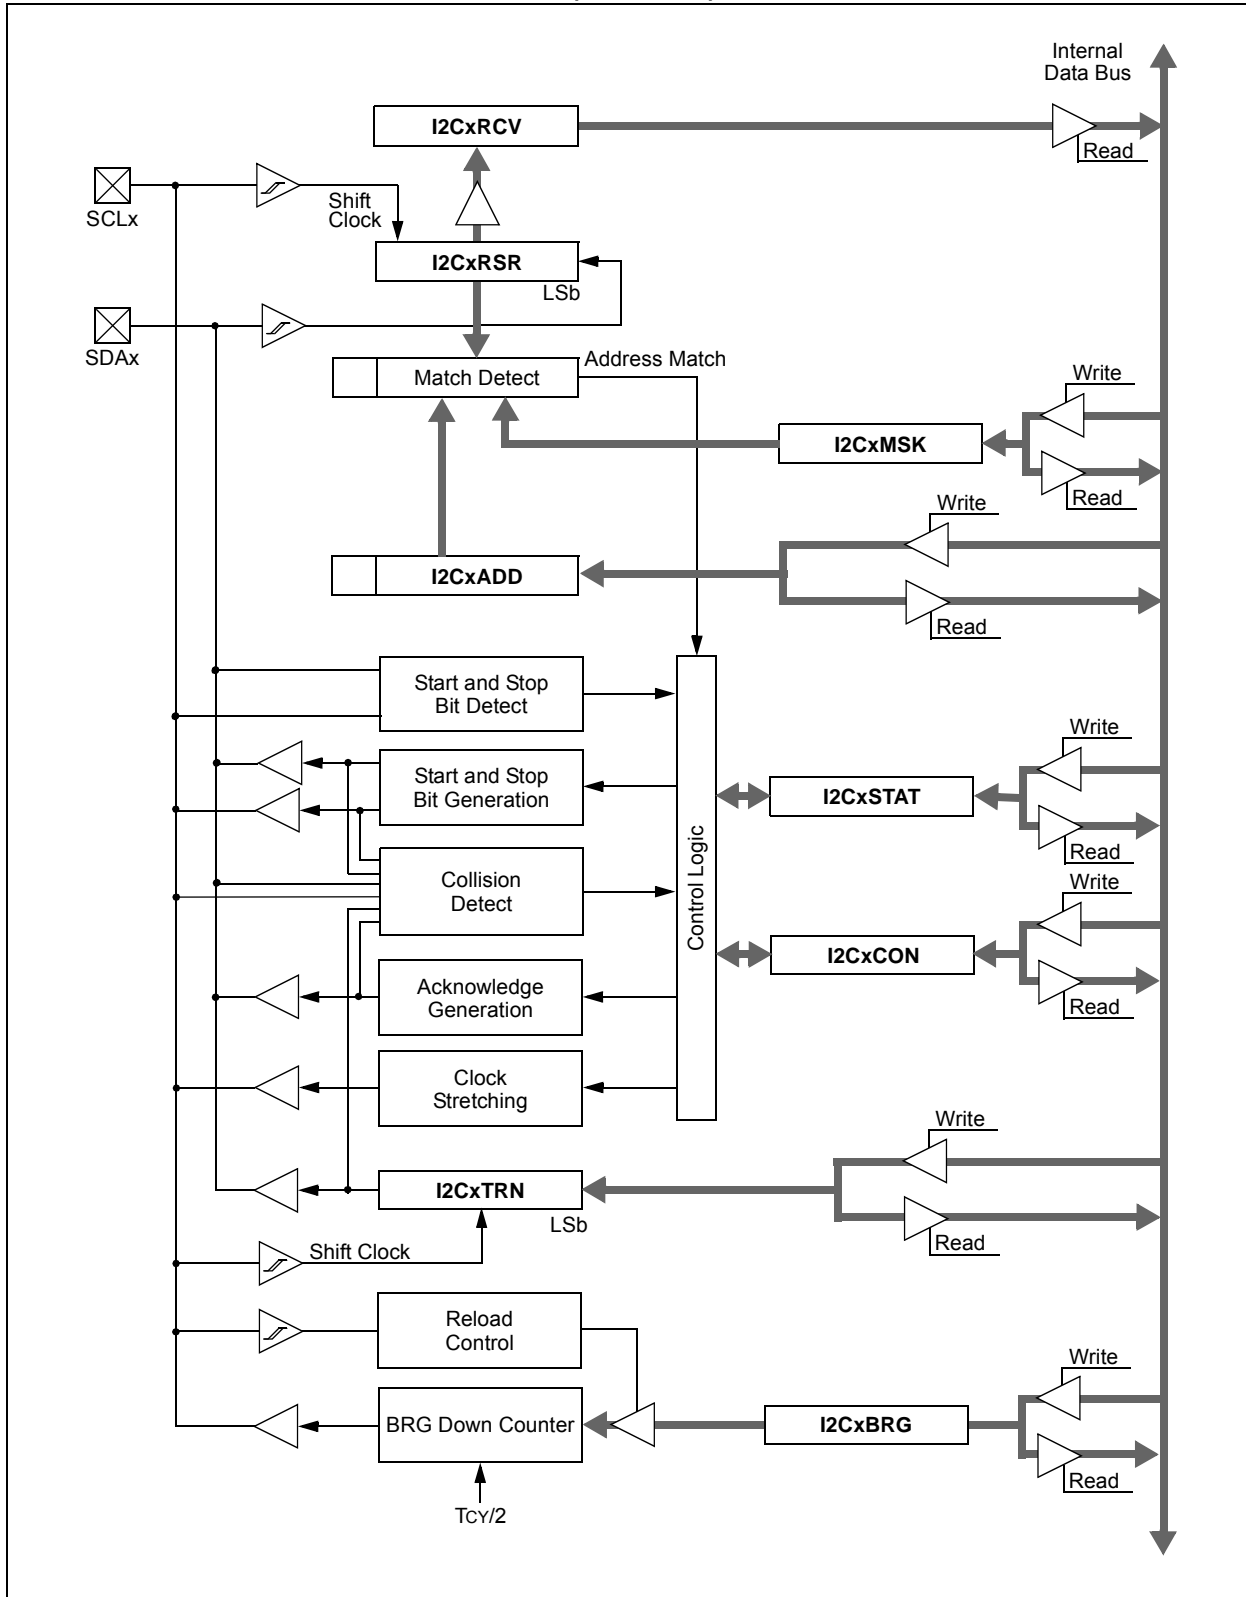 Internal
Data Bus
I2CxRCV
Read
SCLx
Shift
Clock
I2CxRSR
LSb
SDAx
Address Match
Match Detect
Write
I2CxMSK
Read
Write
I2CxADD
Read
Start and Stop
Bit Detect
Write
Start and Stop
Bit Generation
I2CxSTAT
Read
Control Logic
Collision
Detect
Write
I2CxCON
Read
Acknowledge
Generation
Clock
Stretching
Write
I2CxTRN
LSb
Read
Shift Clock
Reload
Control
Write
BRG Down Counter
I2CxBRG
Read
TCY/2